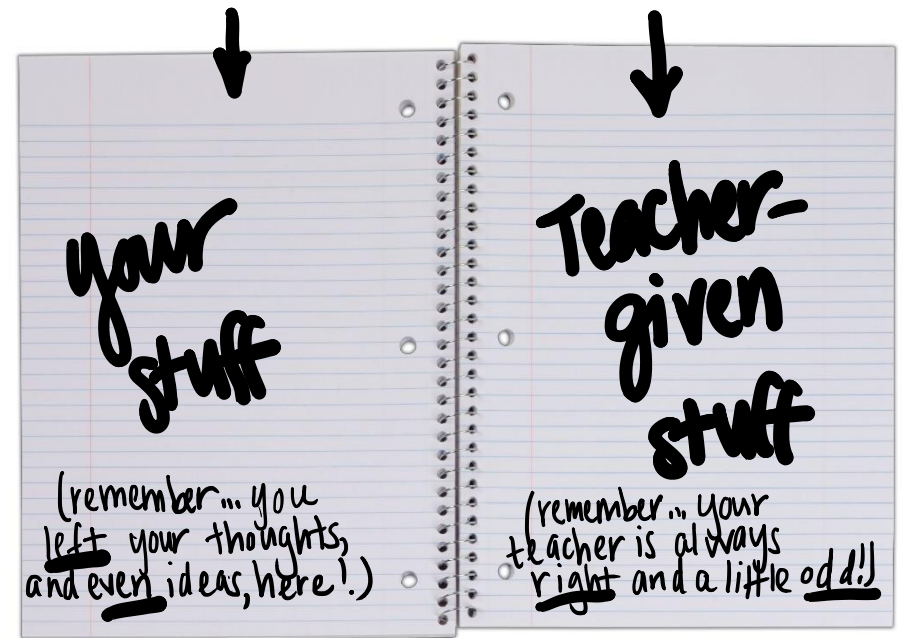 your
stuff
(remember... you
left your thoughts,
and even ideas, here!)
Teacher-
given
stuff
(remember... your
teacher is always
right and a little odd!)